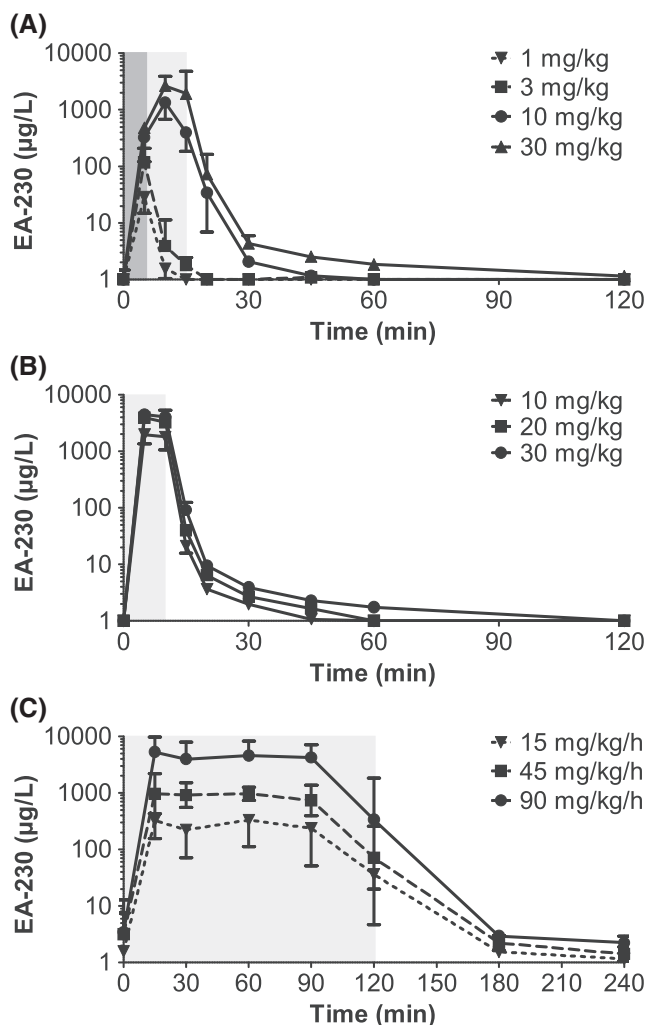 (A)
10000
1000
100
10
1
EA-230 (µg/L)
0 30 60 90 120
Time (min)
1 mg/kg
3 mg/kg
10 mg/kg
30 mg/kg
(B)
10000
1000
100
10
1
EA-230 (µg/L)
0 30 60 90 120
Time (min)
10 mg/kg
20 mg/kg
30 mg/kg
(C)
10000
1000
100
10
1
EA-230 (µg/L)
0 30 60 90 120 150 180 210 240
Time (min)
15 mg/kg/h
45 mg/kg/h
90 mg/kg/h